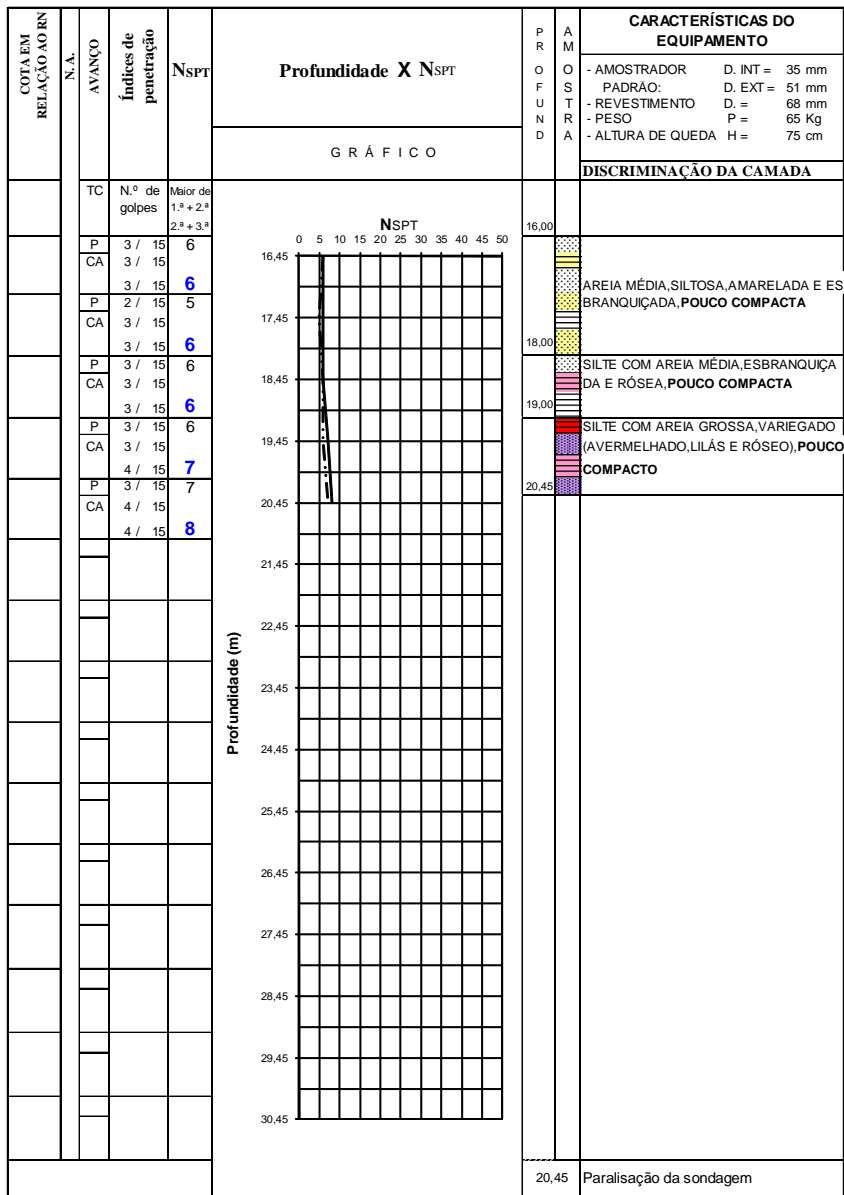 COTA EM
RELAÇÃO AO RN
N. A.
AVANÇO
Índices de
penetração
NSPT
Profundidade X NSPT
G R Á F I C O
P R O F U N D
A M O S T R A
CARACTERÍSTICAS DO
EQUIPAMENTO
- AMOSTRADOR D. INT = 35 mm
PADRÃO: D. EXT = 51 mm
- REVESTIMENTO D. = 68 mm
- PESO P = 65 Kg
- ALTURA DE QUEDA H = 75 cm
DISCRIMINAÇÃO DA CAMADA
TC
N.º de
golpes
Maior de
1.ª + 2.ª
2.ª + 3.ª
P 3 / 15 6
CA 3 / 15
3 / 15 6
P 2 / 15 5
CA 3 / 15
3 / 15 6
P 3 / 15 6
CA 3 / 15
3 / 15 6
P 3 / 15 6
CA 3 / 15
4 / 15 7
P 3 / 15 7
CA 4 / 15
4 / 15 8
NSPT
0 5 10 15 20 25 30 35 40 45 50
Profundidade (m)
16,45
17,45
18,45
19,45
20,45
21,45
22,45
23,45
24,45
25,45
26,45
27,45
28,45
29,45
30,45
16,00
AREIA MÉDIA,SILTOSA,AMARELADA E ES
BRANQUIÇADA,POUCO COMPACTA
18,00
SILTE COM AREIA MÉDIA,ESBRANQUIÇA
DA E RÓSEA,POUCO COMPACTA
19,00
SILTE COM AREIA GROSSA,VARIEGADO
(AVERMELHADO,LILÁS E RÓSEO),POUCO
COMPACTO
20,45
20,45 Paralisação da sondagem